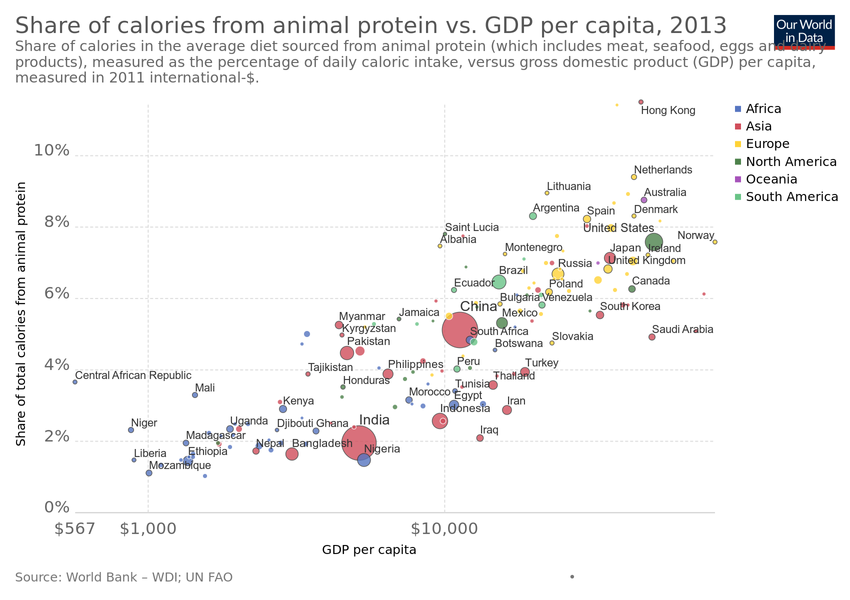 Share of calories from animal protein vs. GDP per capita, 2013
Our World
in Data
Share of calories in the average diet sourced from animal protein (which includes meat, seafood, eggs and dairy
products), measured as the percentage of daily caloric intake, versus gross domestic product (GDP) per capita,
measured in 2011 international-$.
Africa
Asia
Europe
North America
Oceania
South America
Share of total calories from animal protein
10%
8%
6%
4%
2%
0%
Hong Kong
Netherlands
Lithuania
Australia
Argentina
Spain
Denmark
Saint Lucia
United States
Albania
Norway
Montenegro
Japan
Ireland
Russia
United Kingdom
Brazil
Ecuador
Poland
Canada
Bulgaria
Venezuela
China
South Korea
Myanmar
Jamaica
Mexico
Kyrgyzstan
South Africa
Saudi Arabia
Pakistan
Botswana
Slovakia
Central African Republic
Tajikistan
Philippines
Peru
Turkey
Honduras
Tunisia
Thailand
Mali
Morocco
Egypt
Kenya
Indonesia
Iran
Niger
Uganda
Djibouti
Ghana
India
Madagascar
Nepal
Bangladesh
Nigeria
Iraq
Liberia
Ethiopia
Mozambique
$567
$1,000
$10,000
GDP per capita
Source: World Bank – WDI; UN FAO